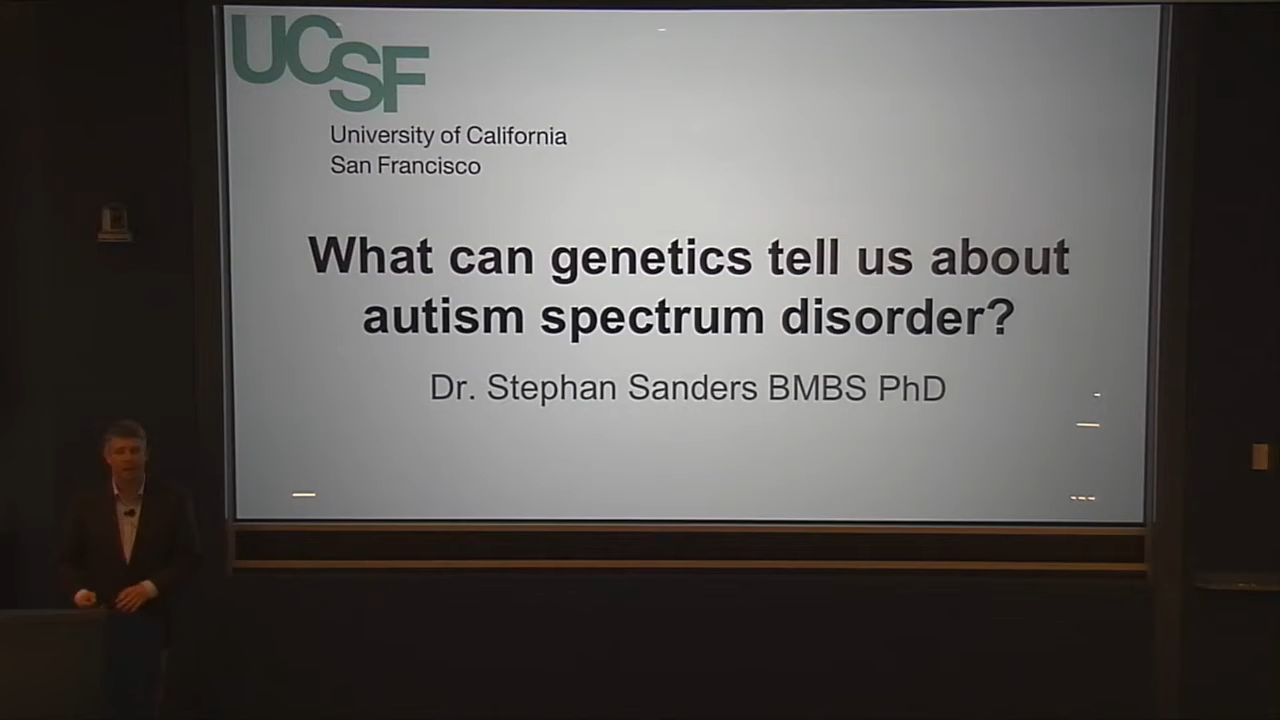 UCSF
University of California
San Francisco
What can genetics tell us about
autism spectrum disorder?
Dr. Stephan Sanders BMBS PhD